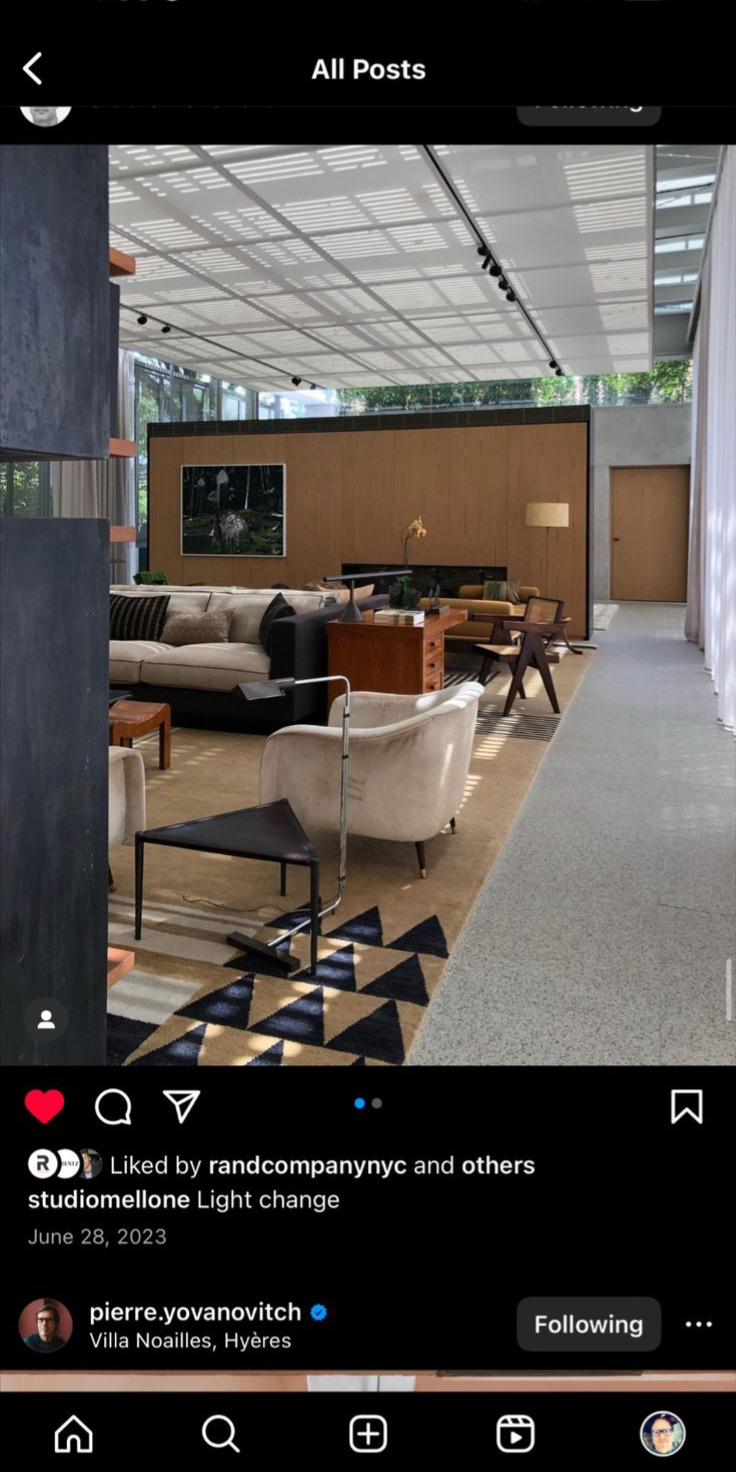 All Posts
Liked by randcompanynyc and others
studiomellone Light change
June 28, 2023
pierre.yovanovitch
Following
Villa Noailles, Hyères